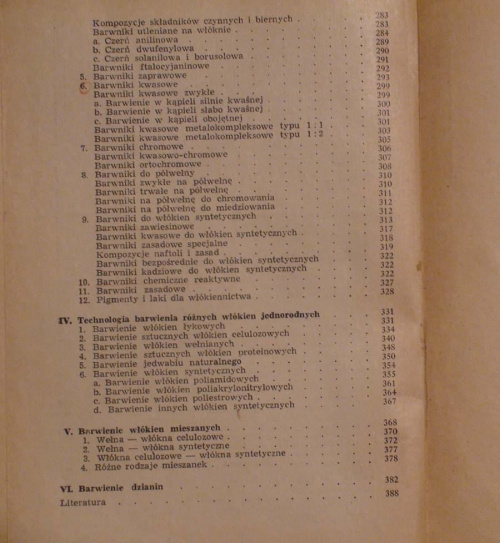 Kompozycje składników czynnych i biernych . . . . 283
Barwniki utleniane na włóknie . . . . 283
a. Czerń anilinowa . . . . 284
b. Czerń dwufenylowa . . . . 289
c. Czerń solanilowa i borusolowa . . . . 290
Barwniki ftalocyjaninowe . . . . 291
5. Barwniki zaprawowe . . . . 292
6. Barwniki kwasowe . . . . 293
Barwniki kwasowe zwykłe . . . . 299
a. Barwienie w kąpieli silnie kwaśnej . . . . 299
b. Barwienie w kąpieli słabo kwaśnej . . . . 300
c. Barwienie w kąpieli obojętnej . . . . 301
Barwniki kwasowe metalokompleksowe typu 1 : 1 . . . . 301
Barwniki kwasowe metalokompleksowe typu 1 : 2 . . . . 303
7. Barwniki chromowe . . . . 305
Barwniki kwasowo-chromowe . . . . 306
Barwniki ortochromowe . . . . 307
8. Barwniki do półwełny . . . . 308
Barwniki zwykłe na półwełnę . . . . 310
Barwniki trwałe na półwełnę . . . . 310
Barwniki na półwełnę do chromowania . . . . 311
Barwniki na półwełnę do miedziowania . . . . 312
9. Barwniki do włókien syntetycznych . . . . 312
Barwniki zawiesinowe . . . . 313
Barwniki kwasowe do włókien syntetycznych . . . . 317
Barwniki zasadowe specjalne . . . . 318
Kompozycje naftoli i zasad . . . . 319
Barwniki bezpośrednie do włókien syntetycznych . . . . 322
Barwniki kadziowe do włókien syntetycznych . . . . 322
10. Barwniki chemiczne reaktywne . . . . 322
11. Barwniki zasadowe . . . . 327
12. Pigmenty i laki dla włókiennictwa . . . . 328
IV. Technologia barwienia różnych włókien jednorodnych . . . . 331
1. Barwienie włókien łykowych . . . . 331
2. Barwienie sztucznych włókien celulozowych . . . . 334
3. Barwienie włókien wełnianych . . . . 340
4. Barwienie sztucznych włókien proteinowych . . . . 348
5. Barwienie jedwabiu naturalnego . . . . 350
6. Barwienie włókien syntetycznych . . . . 354
a. Barwienie włókien poliamidowych . . . . 355
b. Barwienie włókien poliakrylonitrylowych . . . . 361
c. Barwienie włókien poliestrowych . . . . 364
d. Barwienie innych włókien syntetycznych . . . . 367
V. Barwienie włókien mieszanych . . . . 368
1. Wełna — włókna celulozowe . . . . 370
2. Wełna — włókna syntetyczne . . . . 372
3. Włókna celulozowe — włókna syntetyczne . . . . 377
4. Różne rodzaje mieszanek . . . . 378
VI. Barwienie dzianin . . . . 382
Literatura . . . . 388